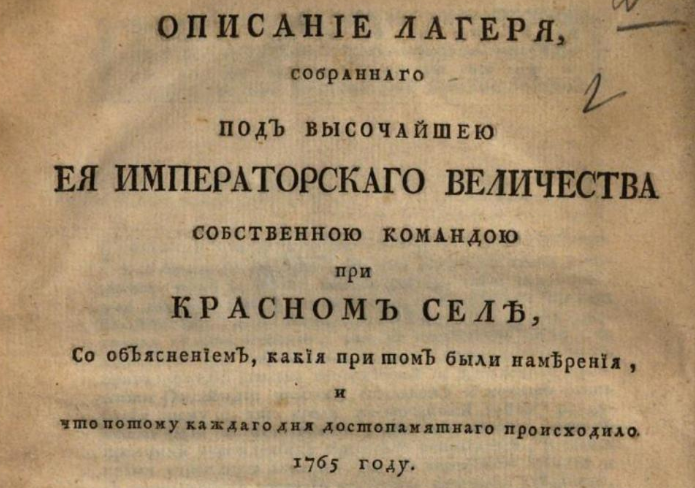 ОПИСАНІЕ ЛАГЕРЯ,
собраннаго
ПОДЪ ВЫСОЧАЙШЕЮ
ЕЯ ИМПЕРАТОРСКАГО ВЕЛИЧЕСТВА
СОБСТВЕННОЮ КОМАНДОЮ
при
КРАСНОМЪ СЕЛѢ,
Со объясненіемъ, какія при томъ были намѣренія,
и
что потому каждаго дня достопамятнаго происходило.
1765 году.
2